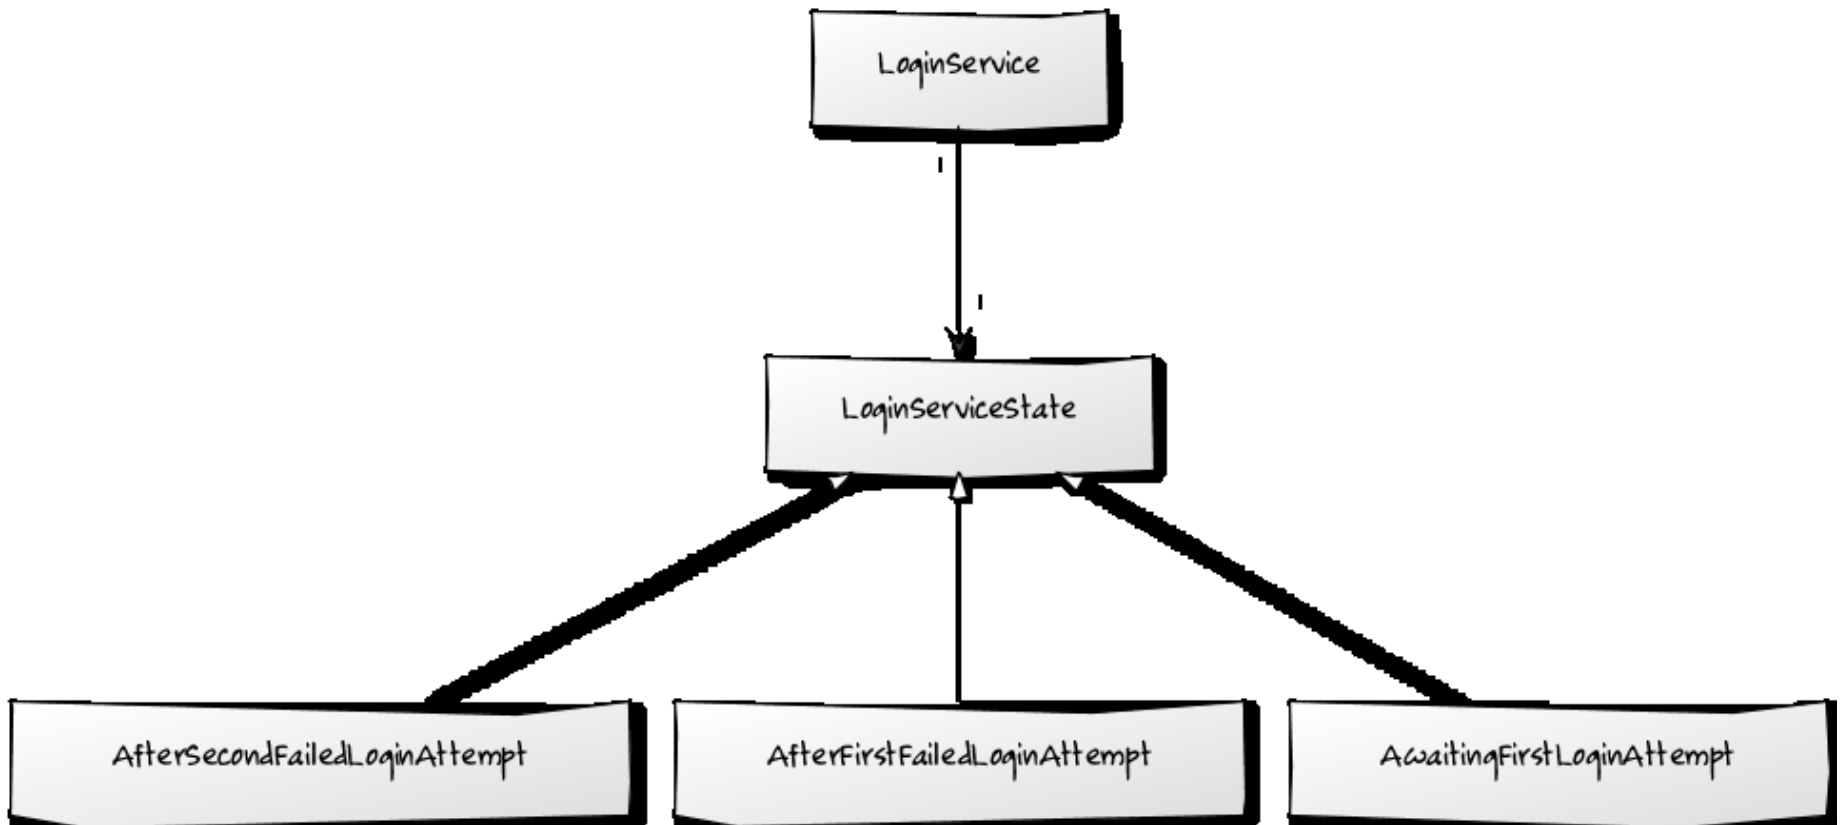 LoginService
1
1
LoginServiceState
AfterSecondFailedLoginAttempt
AfterFirstFailedLoginAttempt
AwaitingFirstLoginAttempt